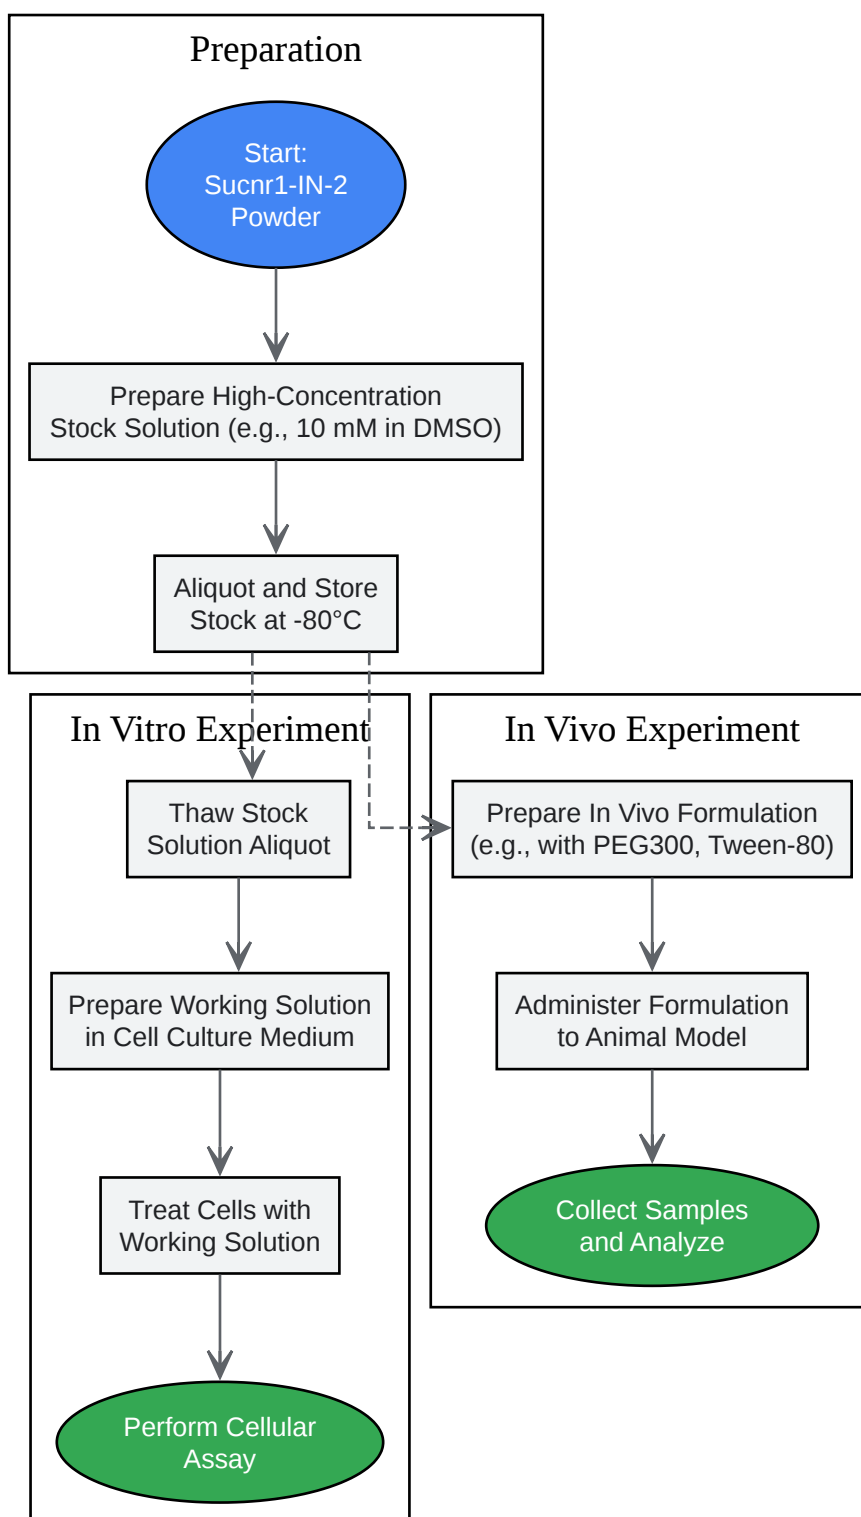 Preparation
Start:
Sucnr1-IN-2
Powder
Prepare High-Concentration
Stock Solution (e.g., 10 mM in DMSO)
Aliquot and Store
Stock at -80°C
In Vitro Experiment
Thaw Stock
Solution Aliquot
Prepare Working Solution
in Cell Culture Medium
Treat Cells with
Working Solution
Perform Cellular
Assay
In Vivo Experiment
Prepare In Vivo Formulation
(e.g., with PEG300, Tween-80)
Administer Formulation
to Animal Model
Collect Samples
and Analyze